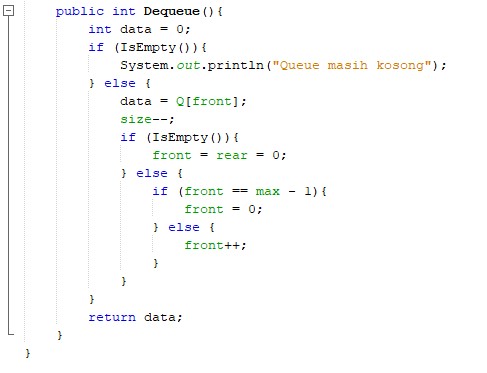 public int Dequeue(){
int data = 0;
if (IsEmpty()){
System.out.println("Queue masih kosong");
} else {
data = Q[front];
size--;
if (IsEmpty()){
front = rear = 0;
} else {
if (front == max - 1){
front = 0;
} else {
front++;
}
}
}
return data;
}
}